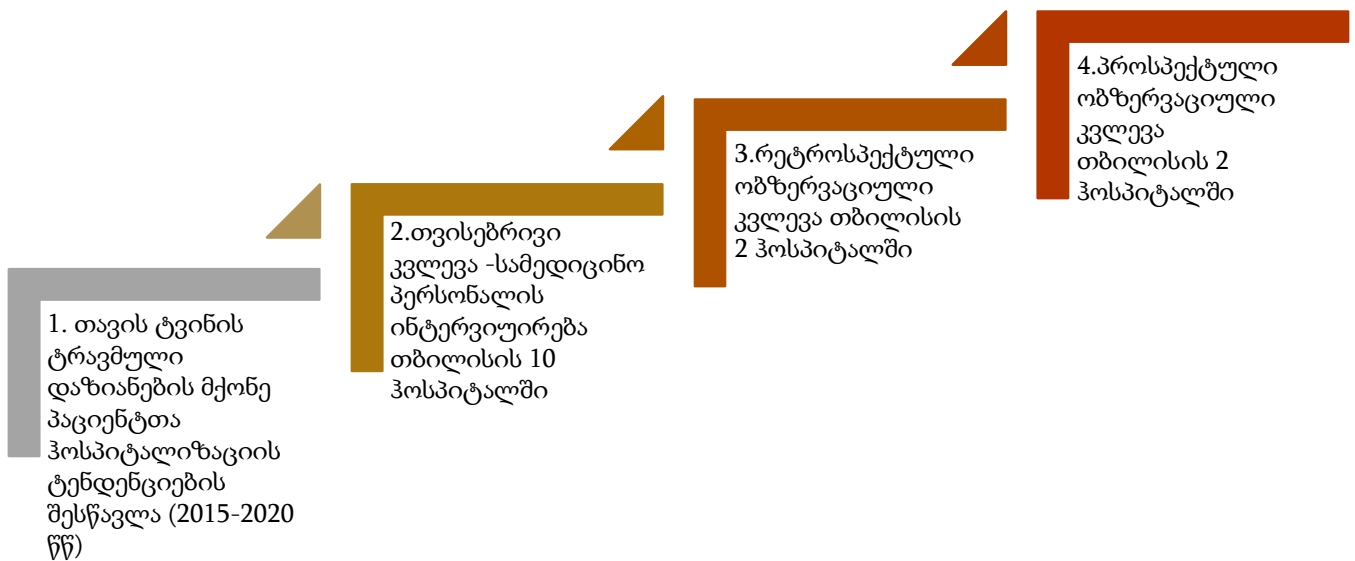 1. თავის ტვინის
ტრავმული
დაზიანების მქონე
პაციენტთა
ჰოსპიტალიზაციის
ტენდენციების
შესწავლა (2015-2020
წწ)
2.თვისებრივი
კვლევა -სამედიცინო
პერსონალის
ინტერვიუირება
თბილისის 10
ჰოსპიტალში
3.რეტროსპექტული
ობზერვაციული
კვლევა თბილისის
2 ჰოსპიტალში
4.პროსპექტული
ობზერვაციული
კვლევა
თბილისის 2
ჰოსპიტალში